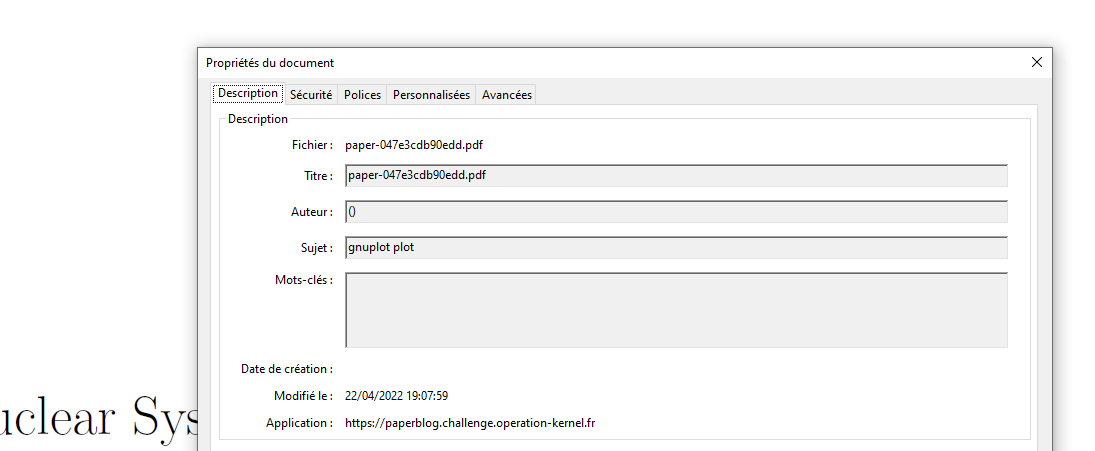 Propriétés du document
Description Sécurité Polices Personnalisées Avancées
Description
Fichier : paper-047e3cdb90edd.pdf
Titre : paper-047e3cdb90edd.pdf
Auteur : ()
Sujet : gnuplot plot
Mots-clés :
Date de création :
Modifié le : 22/04/2022 19:07:59
Application : https://paperblog.challenge.operation-kernel.fr
uclear Sys